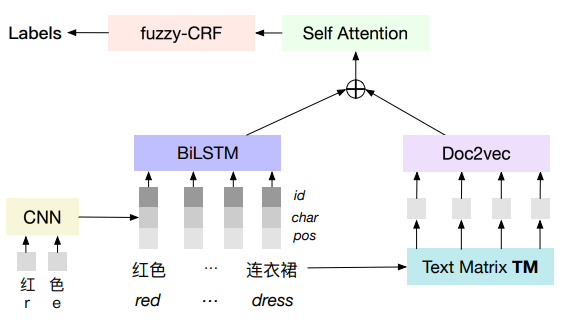 Labels
fuzzy-CRF
Self Attention
BiLSTM
Doc2vec
id
char
pos
CNN
红 色
r e
红色 ... 连衣裙
red ... dress
Text Matrix TM